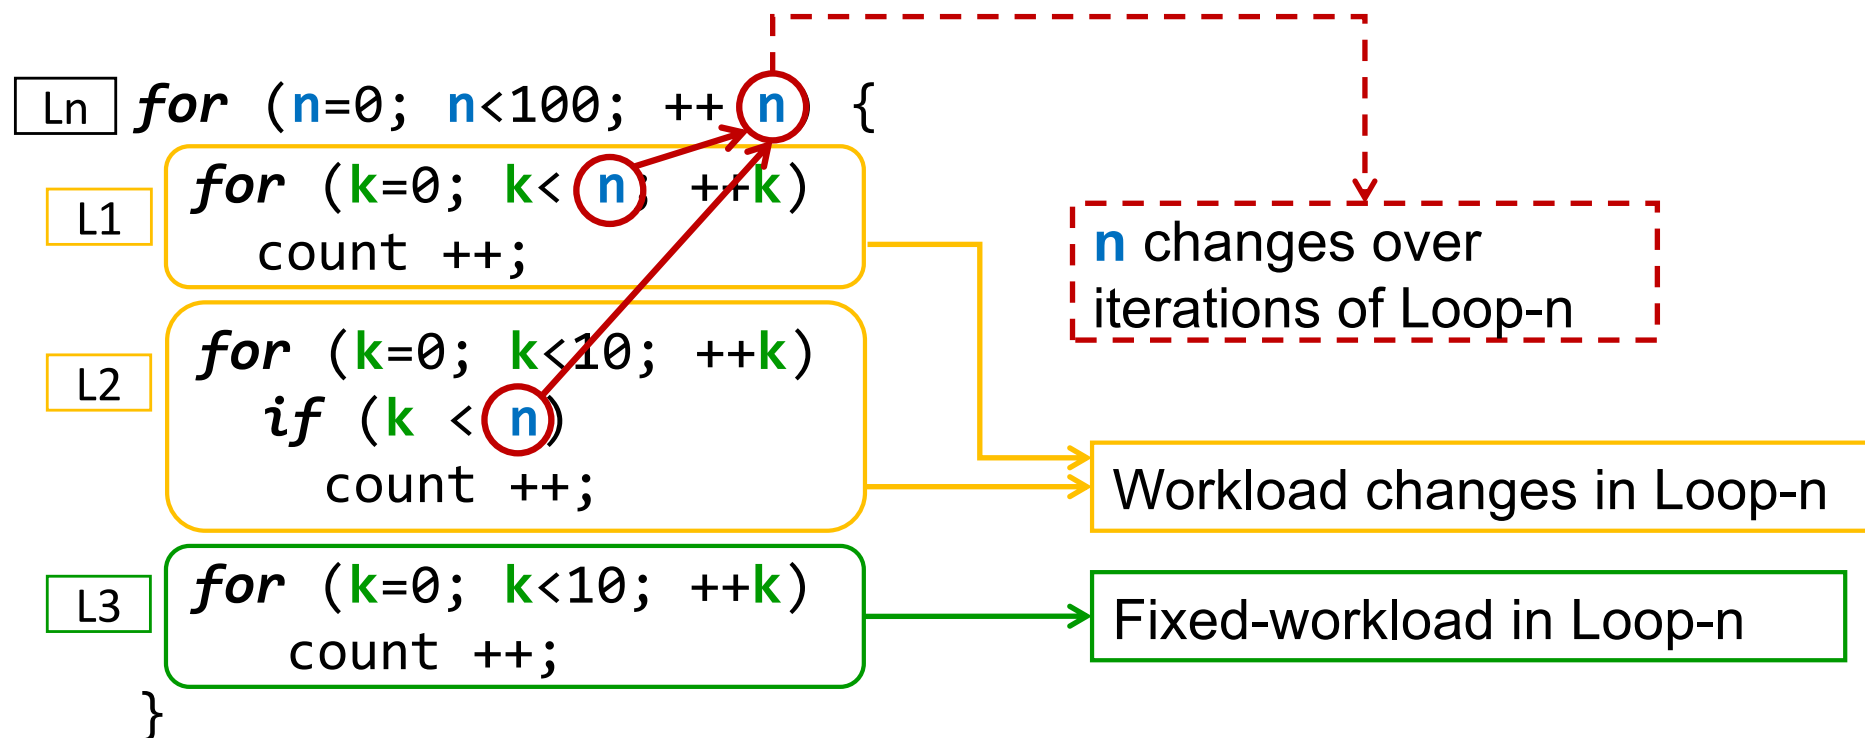 Ln for (n=0; n<100; ++ n) {
L1 for (k=0; k< n; ++k)
count ++;
n changes over
iterations of Loop-n
L2 for (k=0; k<10; ++k)
if (k < n)
count ++;
Workload changes in Loop-n
L3 for (k=0; k<10; ++k)
count ++;
Fixed-workload in Loop-n
}